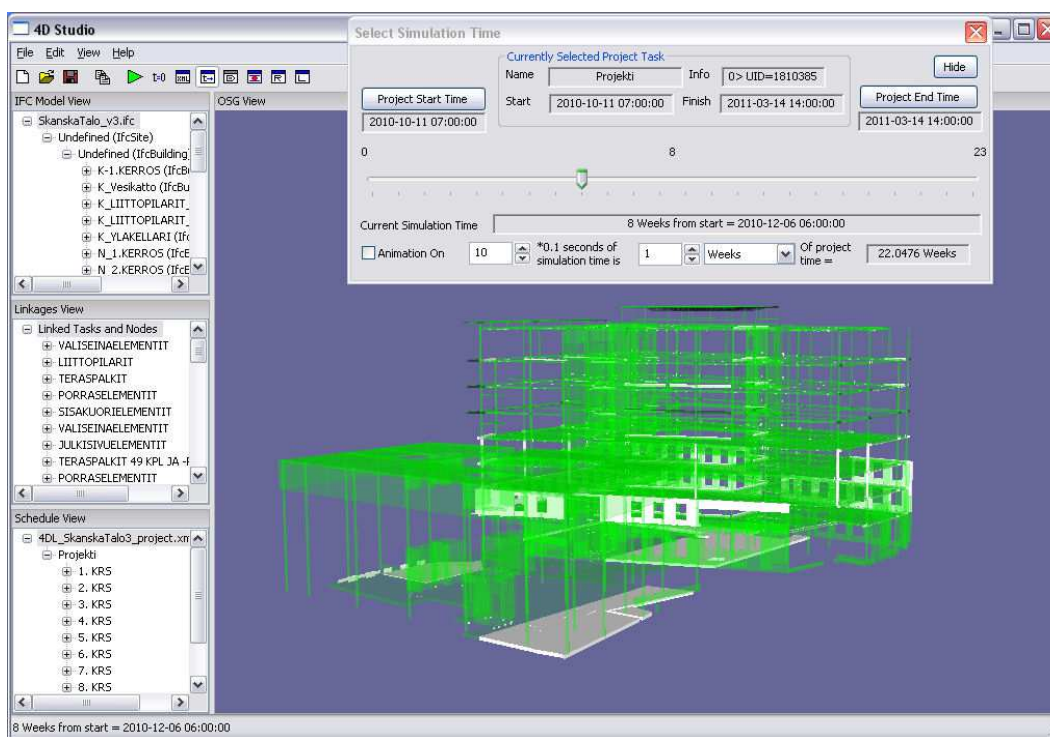 4D Studio
File Edit View Help
t=0
IFC Model View
SkanskaTalo_v3.ifc
Undefined (IfcSite)
Undefined (IfcBuilding)
K-1.KERROS (IfcB
K_Vesikatto (IfcBu
K_LIITTOPILARIT_
K_LIITTOPILARIT_
K_YLAKELLARI (Ifc
N_1.KERROS (IfcE
N_2.KERROS (IfcE
Linkages View
Linked Tasks and Nodes
VALISEINAELEMENTIT
LIITTOPILARIT
TERASPALKIT
PORRASELEMENTIT
SISAKUORIELEMENTIT
VALISEINAELEMENTIT
JULKISIVUELEMENTIT
TERASPALKIT 49 KPL JA -F
PORRASELEMENTIT
Schedule View
4DL_SkanskaTalo3_project.xm
Projekti
1. KRS
2. KRS
3. KRS
4. KRS
5. KRS
6. KRS
7. KRS
8. KRS
8 Weeks from start = 2010-12-06 06:00:00
OSG View
Select Simulation Time
Currently Selected Project Task
Name Projekti Info 0> UID=1810385
Start 2010-10-11 07:00:00 Finish 2011-03-14 14:00:00
Hide
Project Start Time
2010-10-11 07:00:00
Project End Time
2011-03-14 14:00:00
0 8 23
Current Simulation Time 8 Weeks from start = 2010-12-06 06:00:00
Animation On 10 *0.1 seconds of simulation time is 1 Weeks Of project time = 22.0476 Weeks